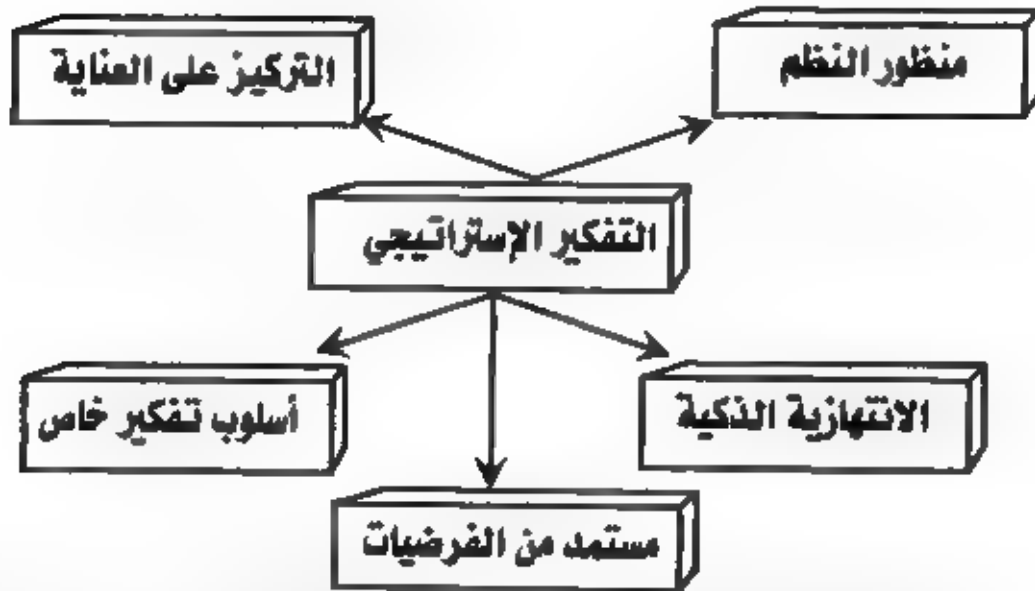 منظور النظم
التركيز على العناية
التفكير الإستراتيجي
الانتهازية الذكية
أسلوب تفكير خاص
مستمد من الفرضيات